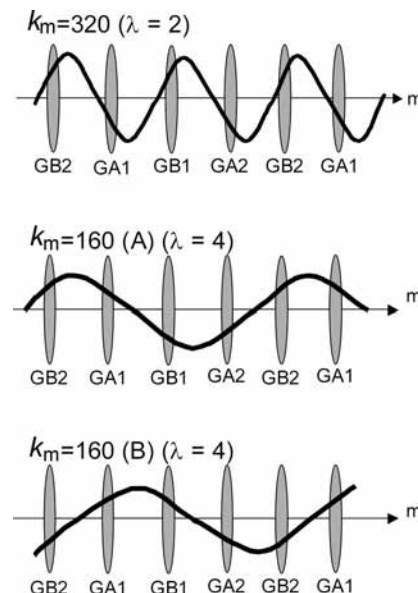 km=320 (λ = 2)
m
GB2 GA1 GB1 GA2 GB2 GA1
km=160 (A) (λ = 4)
m
GB2 GA1 GB1 GA2 GB2 GA1
km=160 (B) (λ = 4)
m
GB2 GA1 GB1 GA2 GB2 GA1